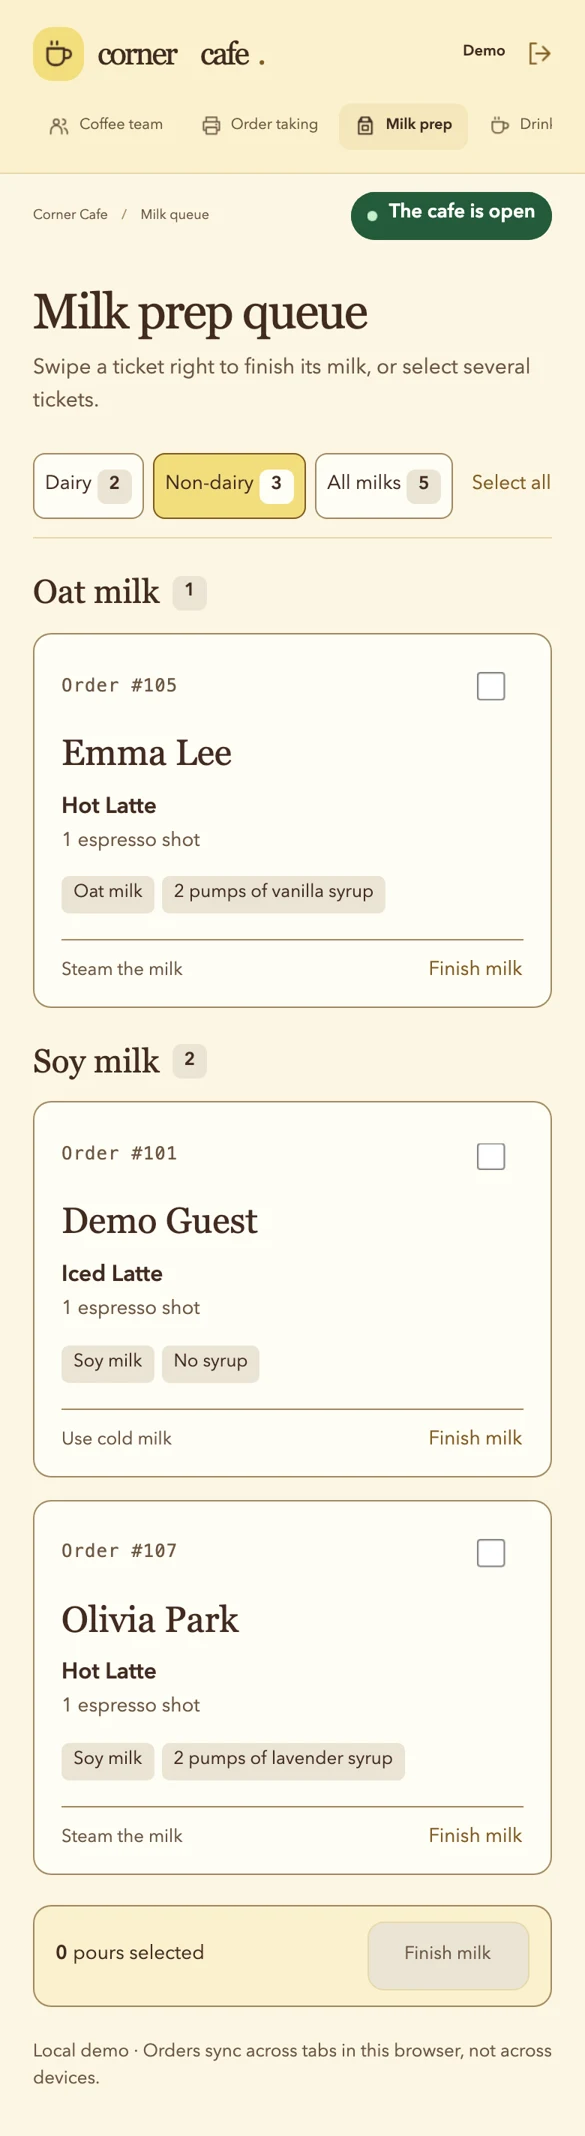 corner cafe .
Demo
Coffee team
Order taking
Milk prep
Drink
Corner Cafe / Milk queue
The cafe is open
Milk prep queue
Swipe a ticket right to finish its milk, or select several
tickets.
Dairy 2
Non-dairy 3
All milks 5
Select all
Oat milk 1
Order #105
Emma Lee
Hot Latte
1 espresso shot
Oat milk
2 pumps of vanilla syrup
Steam the milk
Finish milk
Soy milk 2
Order #101
Demo Guest
Iced Latte
1 espresso shot
Soy milk
No syrup
Use cold milk
Finish milk
Order #107
Olivia Park
Hot Latte
1 espresso shot
Soy milk
2 pumps of lavender syrup
Steam the milk
Finish milk
0 pours selected
Finish milk
Local demo · Orders sync across tabs in this browser, not across
devices.